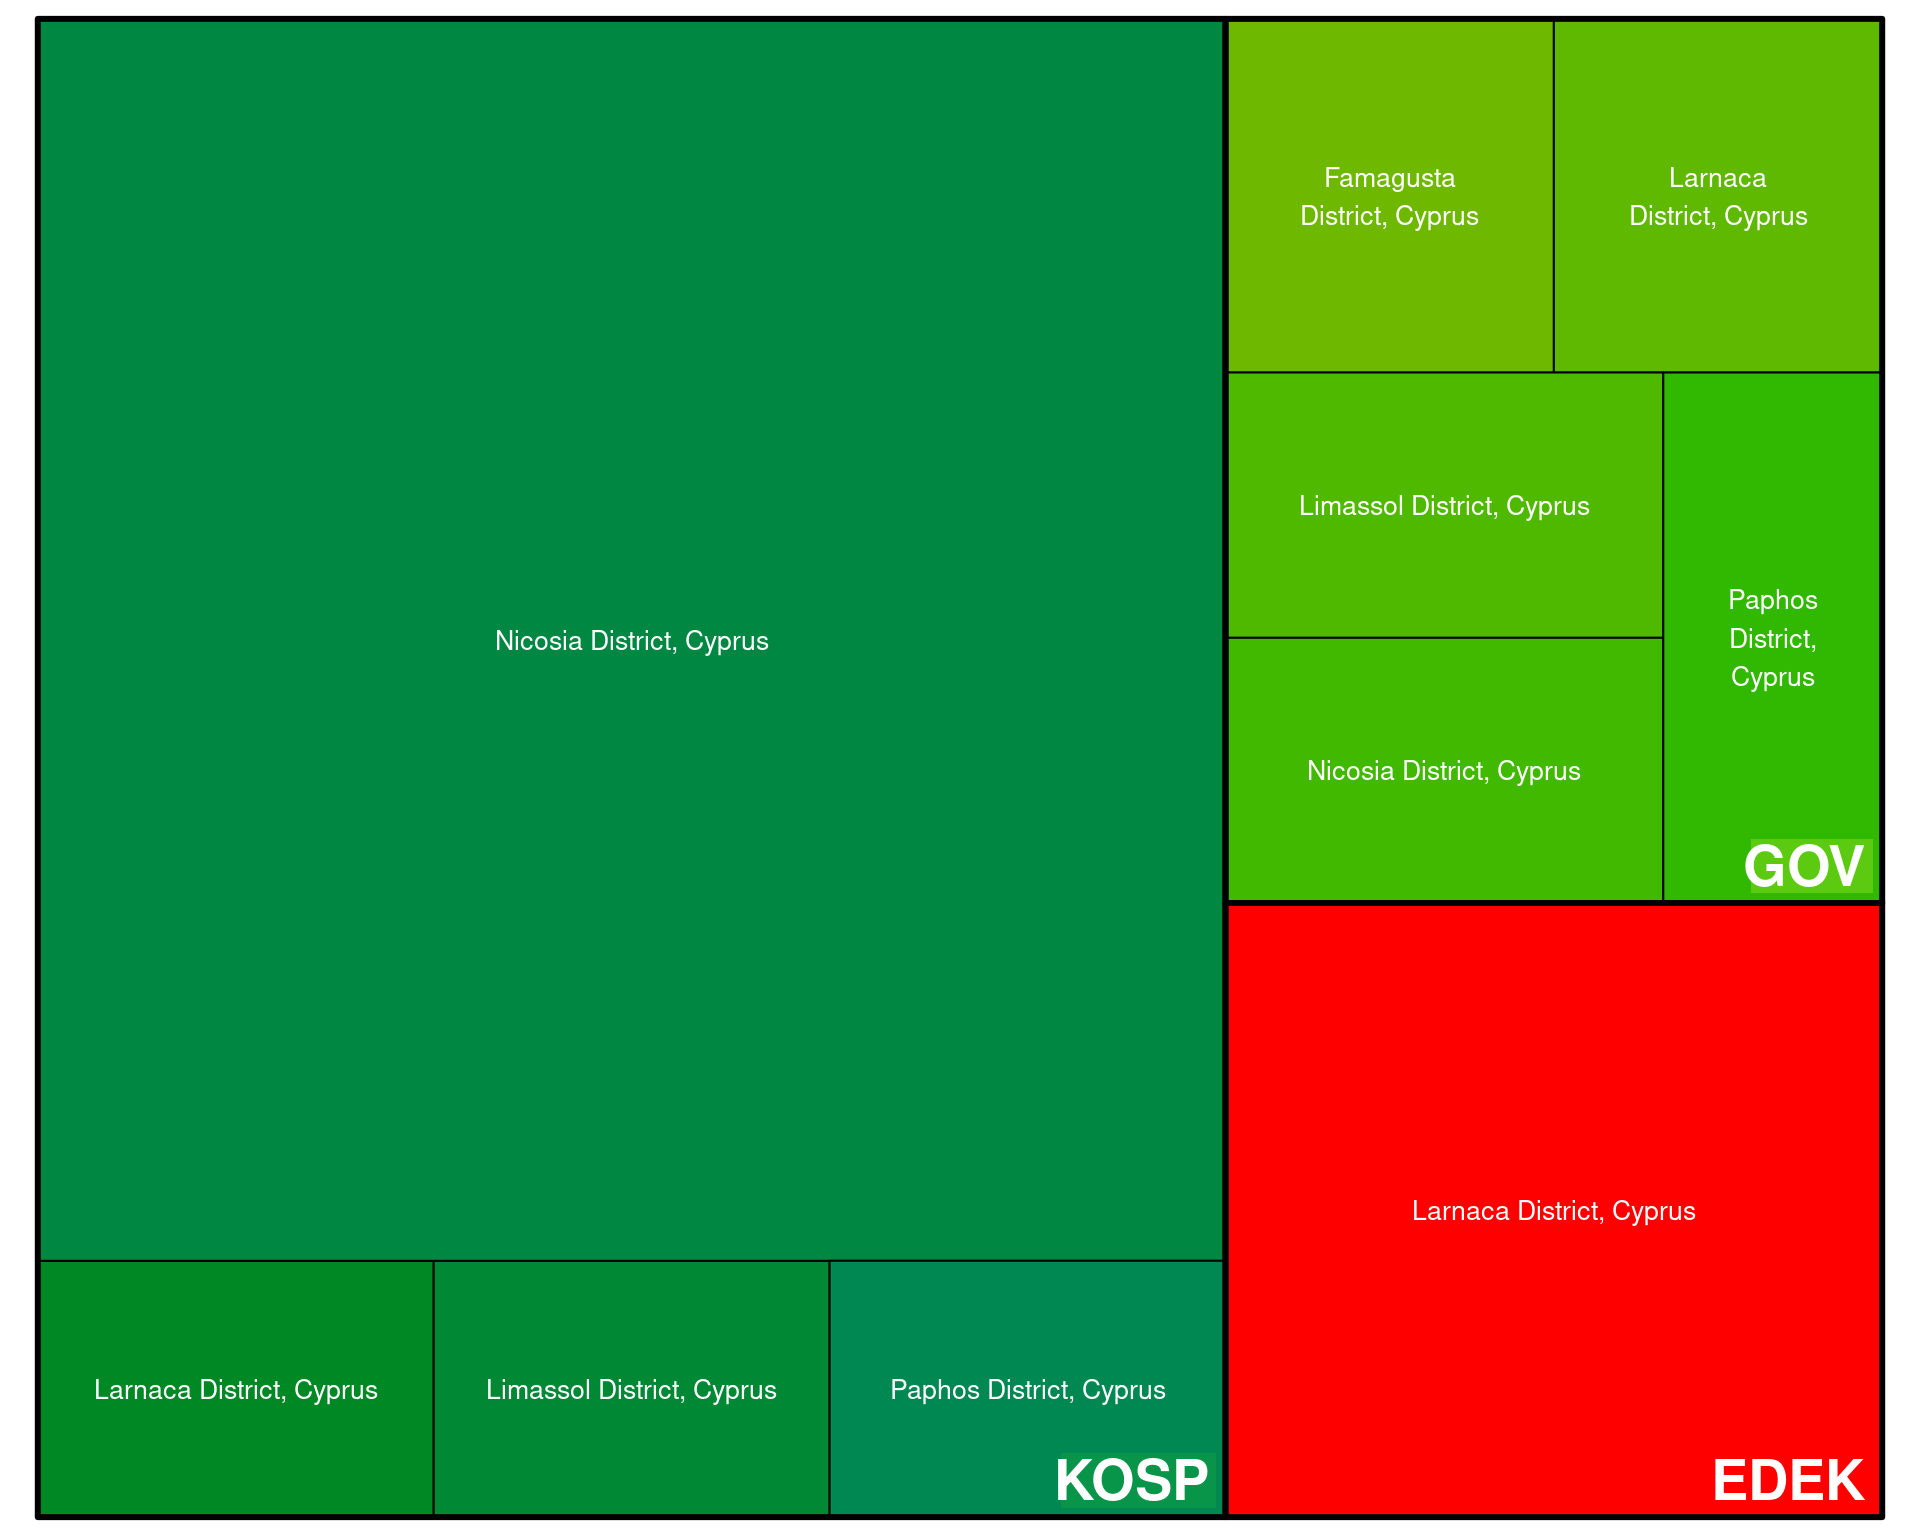 Nicosia District, Cyprus
Larnaca District, Cyprus
Limassol District, Cyprus
Paphos District, Cyprus
KOSP
Famagusta
District, Cyprus
Larnaca
District, Cyprus
Limassol District, Cyprus
Nicosia District, Cyprus
Paphos
District,
Cyprus
GOV
Larnaca District, Cyprus
EDEK